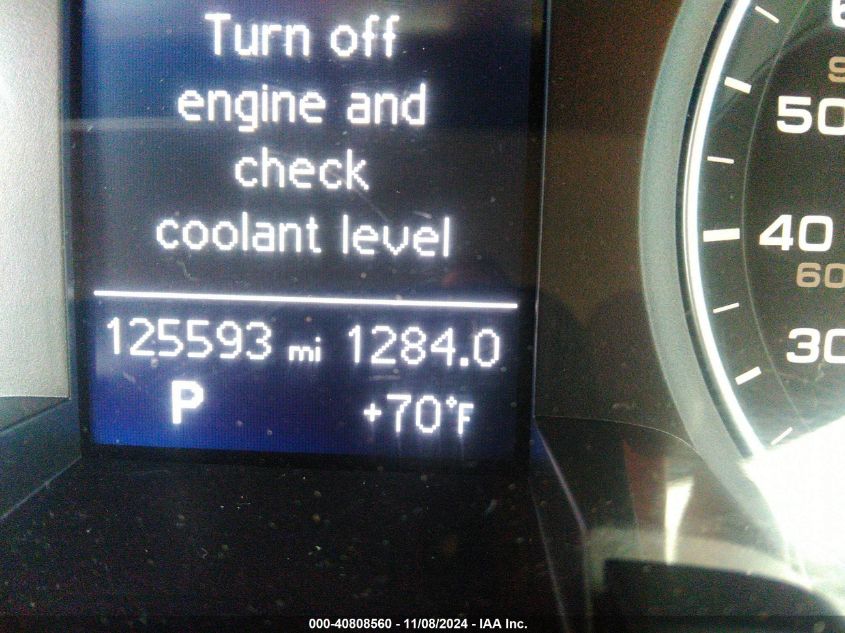 Turn off
engine and
check
coolant level
125593 mi 1284.0
P +70°F
50
40
60
30
000-40808560 - 11/08/2024 - IAA Inc.